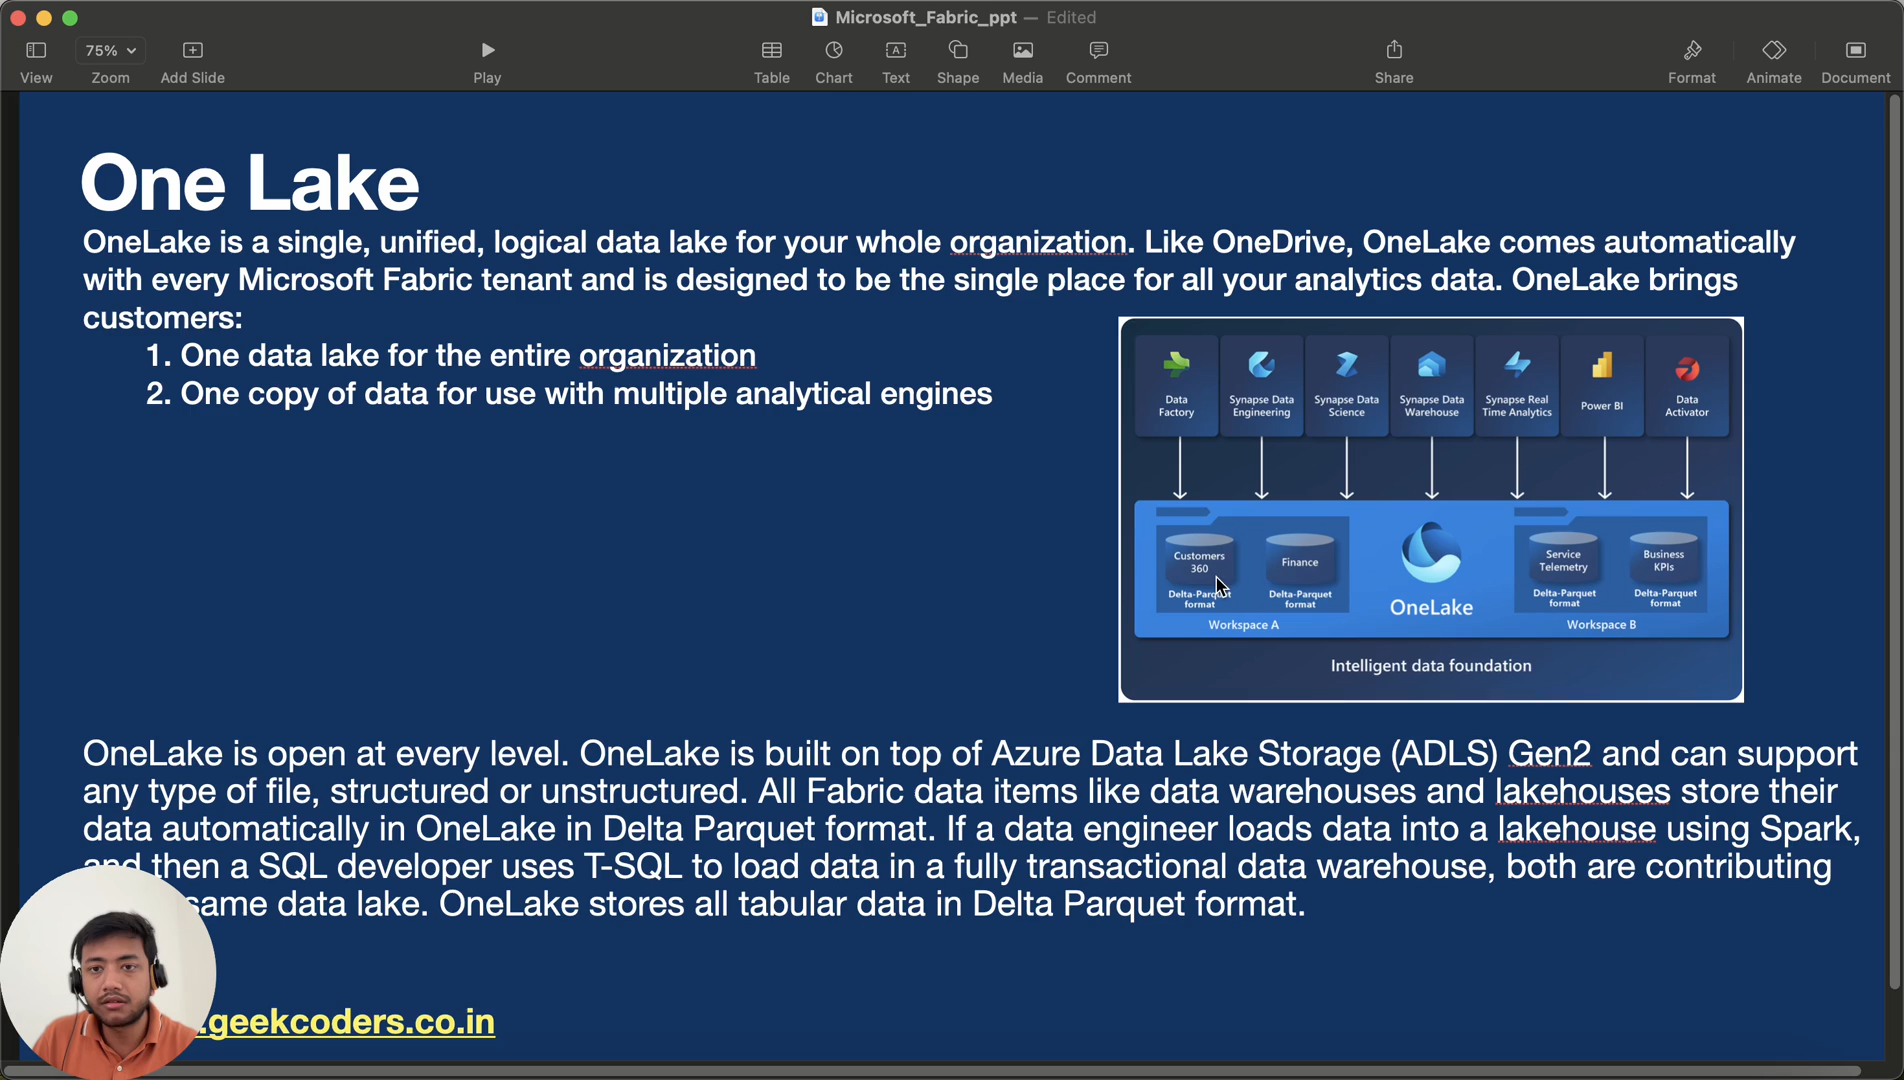 Microsoft_Fabric_ppt — Edited
75%
View
Zoom
Add Slide
Play
Table
Chart
Text
Shape
Media
Comment
Share
Format
Animate
Document
One Lake
OneLake is a single, unified, logical data lake for your whole organization. Like OneDrive, OneLake comes automatically
with every Microsoft Fabric tenant and is designed to be the single place for all your analytics data. OneLake brings
customers:
1. One data lake for the entire organization
2. One copy of data for use with multiple analytical engines
Data
Factory
Synapse Data
Engineering
Synapse Data
Science
Synapse Data
Warehouse
Synapse Real
Time Analytics
Power BI
Data
Activator
Customers
360
Delta-Parquet
format
Finance
Delta-Parquet
format
Workspace A
OneLake
Service
Telemetry
Delta-Parquet
format
Business
KPIs
Delta-Parquet
format
Workspace B
Intelligent data foundation
OneLake is open at every level. OneLake is built on top of Azure Data Lake Storage (ADLS) Gen2 and can support
any type of file, structured or unstructured. All Fabric data items like data warehouses and lakehouses store their
data automatically in OneLake in Delta Parquet format. If a data engineer loads data into a lakehouse using Spark,
and then a SQL developer uses T-SQL to load data in a fully transactional data warehouse, both are contributing
same data lake. OneLake stores all tabular data in Delta Parquet format.
.geekcoders.co.in